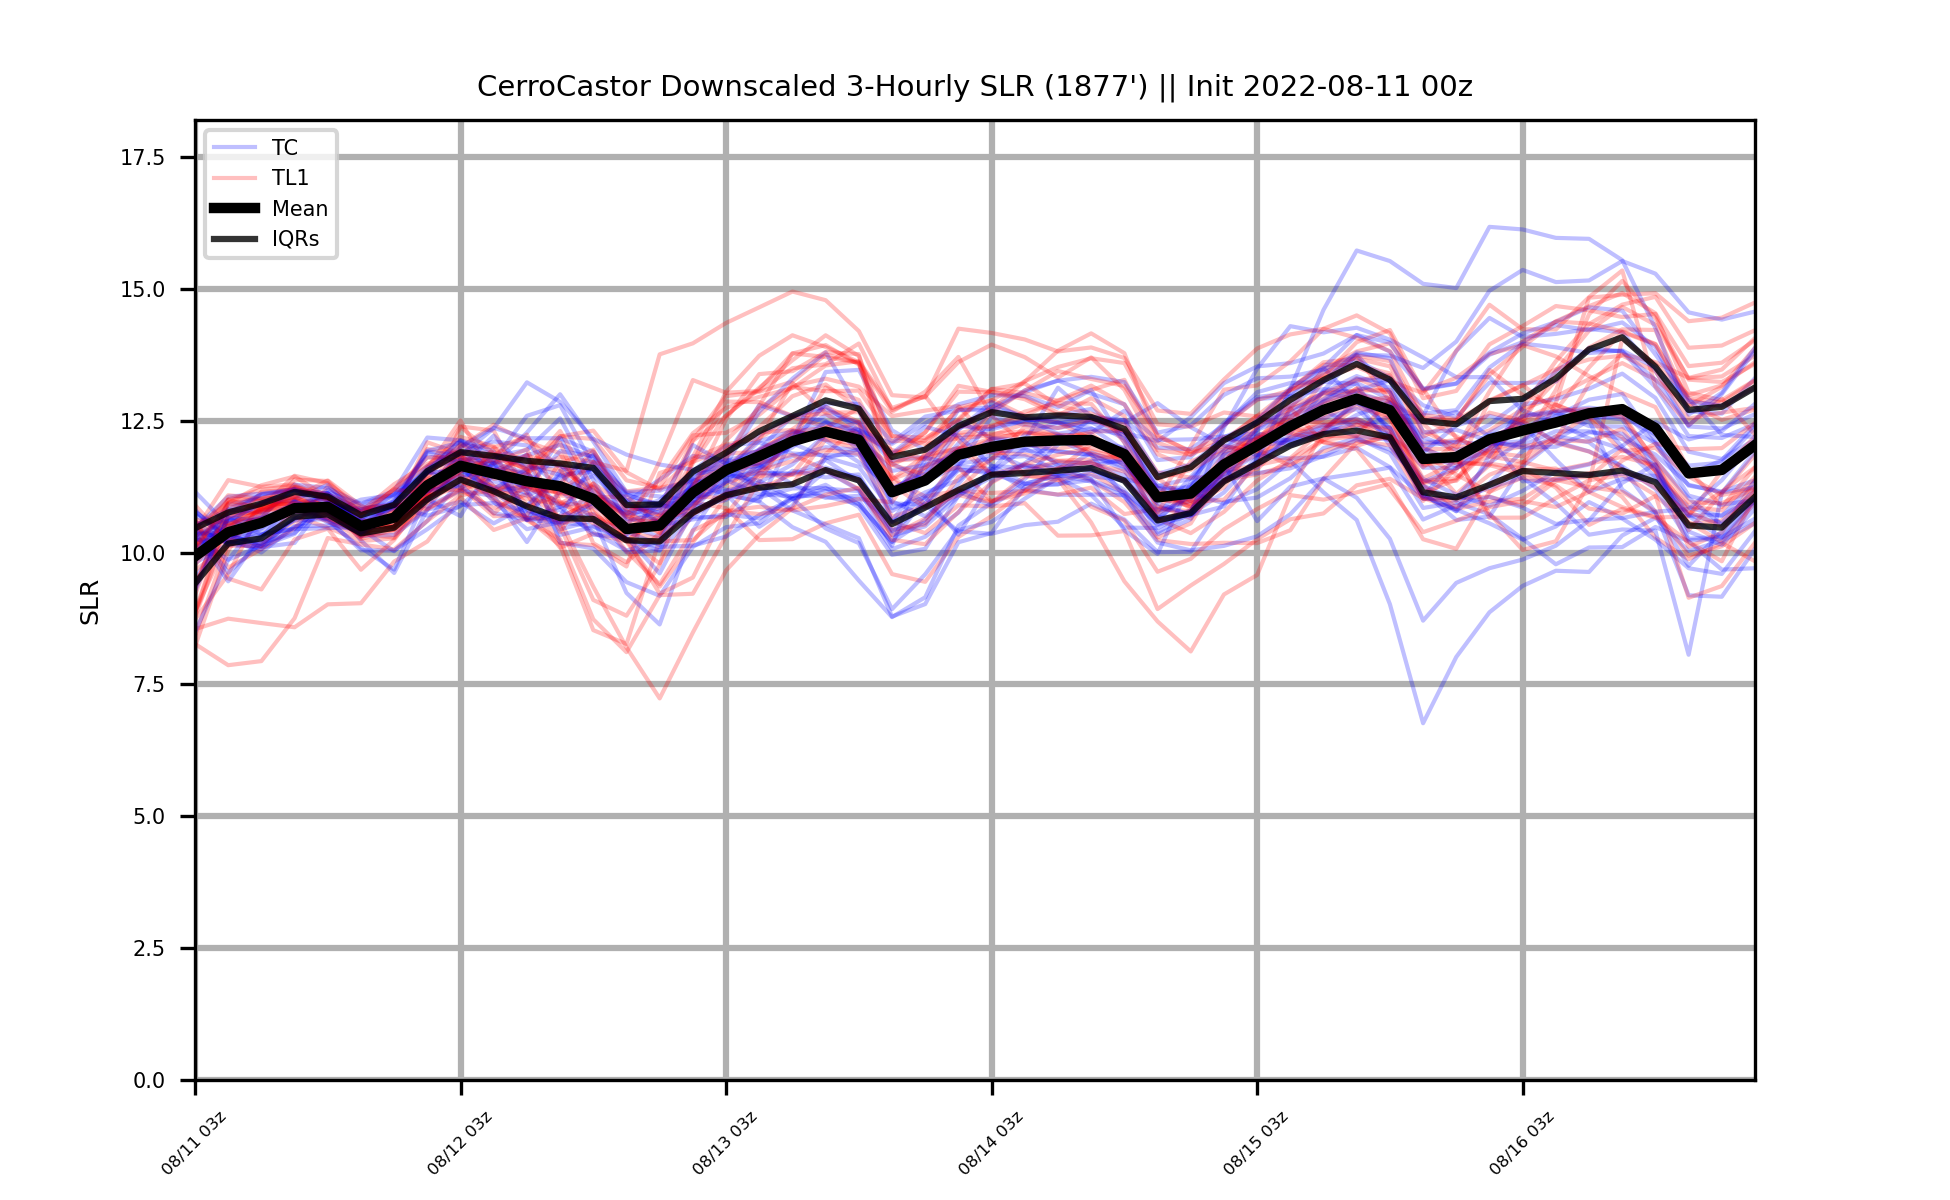 CerroCastor Downscaled 3-Hourly SLR (1877') || Init 2022-08-11 00z
TC
TL1
Mean
IQRs
17.5
15.0
12.5
10.0
7.5
5.0
2.5
0.0
SLR
08/11 03z
08/12 03z
08/13 03z
08/14 03z
08/15 03z
08/16 03z